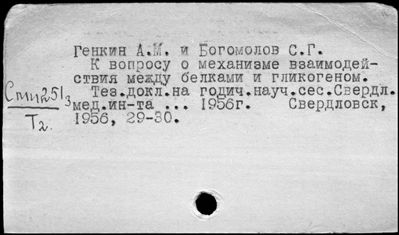 Генкин А.М. и Богомолов С.Г.
К вопросу о механизме взаимодей-
ствия между белками и гликогеном.
Тез.докл.на годич.науч.сес.Свердл.
мед.ин-та ... 1956г. Свердловск,
1956, 29-30.
T2.